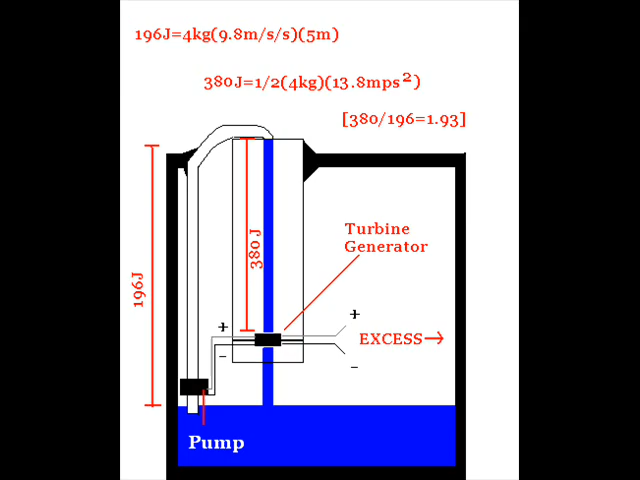 196J=4kg(9.8m/s/s)(5m)
380J=1/2(4kg)(13.8mps²)
[380/196=1.93]
Turbine
Generator
380 J
196J
+
+
EXCESS→
−
−
Pump